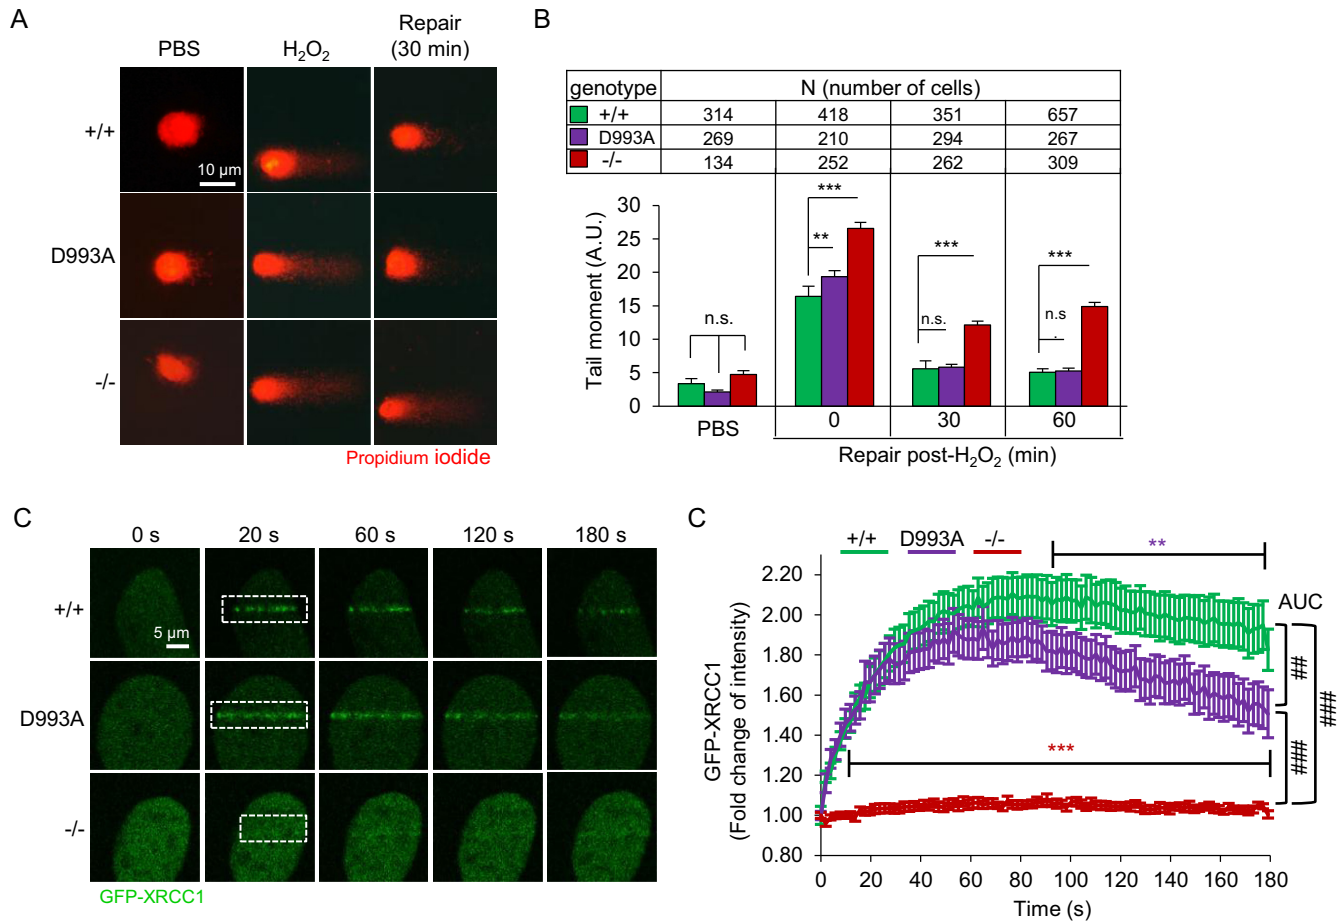 A
PBS
H₂O₂
Repair
(30 min)
+/+
10 µm
D993A
-/-
Propidium iodide
B
genotype N (number of cells)
+/+ 314 418 351 657
D993A 269 210 294 267
-/- 134 252 262 309
Tail moment (A.U.)
30
25
20
15
10
5
0
n.s.
***
**
***
n.s.
***
n.s
.
PBS 0 30 60
Repair post-H₂O₂ (min)
C
0 s 20 s 60 s 120 s 180 s
+/+
5 µm
D993A
-/-
GFP-XRCC1
C
+/+ D993A -/-
**
AUC
GFP-XRCC1
(Fold change of intensity)
2.20
2.00
1.80
1.60
1.40
1.20
1.00
0.80
***
##
###
###
0 20 40 60 80 100 120 140 160 180
Time (s)